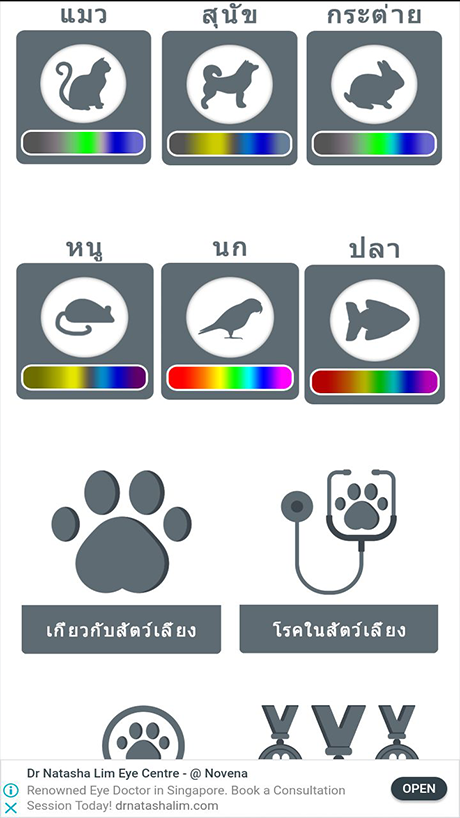 แมว
สุนัข
กระต่าย
หนู
นก
ปลา
เกี่ยวกับสัตว์เลี้ยง
โรคในสัตว์เลี้ยง
Dr Natasha Lim Eye Centre - @ Novena
Renowned Eye Doctor in Singapore. Book a Consultation
Session Today! drnatashalim.com
OPEN